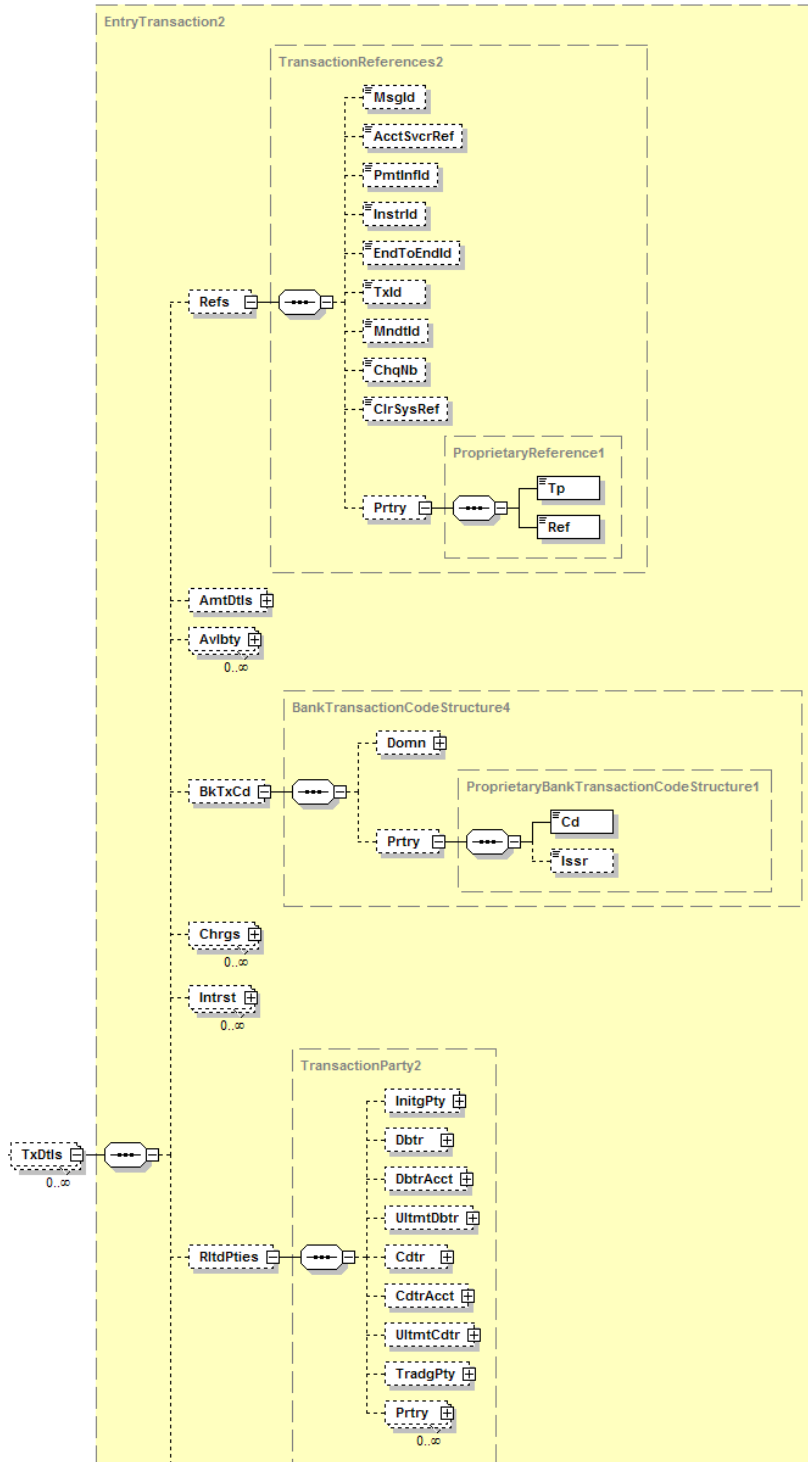 EntryTransaction2
TransactionReferences2
MsgId
AcctSvcrRef
PmtInfId
InstrId
EndToEndId
Refs
TxId
MndtId
ChqNb
ClrSysRef
ProprietaryReference1
Tp
Prtry
Ref
AmtDtls
Avlbty
0..∞
BankTransactionCodeStructure4
Domn
ProprietaryBankTransactionCodeStructure1
BkTxCd
Cd
Prtry
Issr
Chrgs
0..∞
Intrst
0..∞
TransactionParty2
InitgPty
Dbtr
TxDtls
0..∞
DbtrAcct
UltmtDbtr
RltdPties
Cdtr
CdtrAcct
UltmtCdtr
TradgPty
Prtry
0..∞